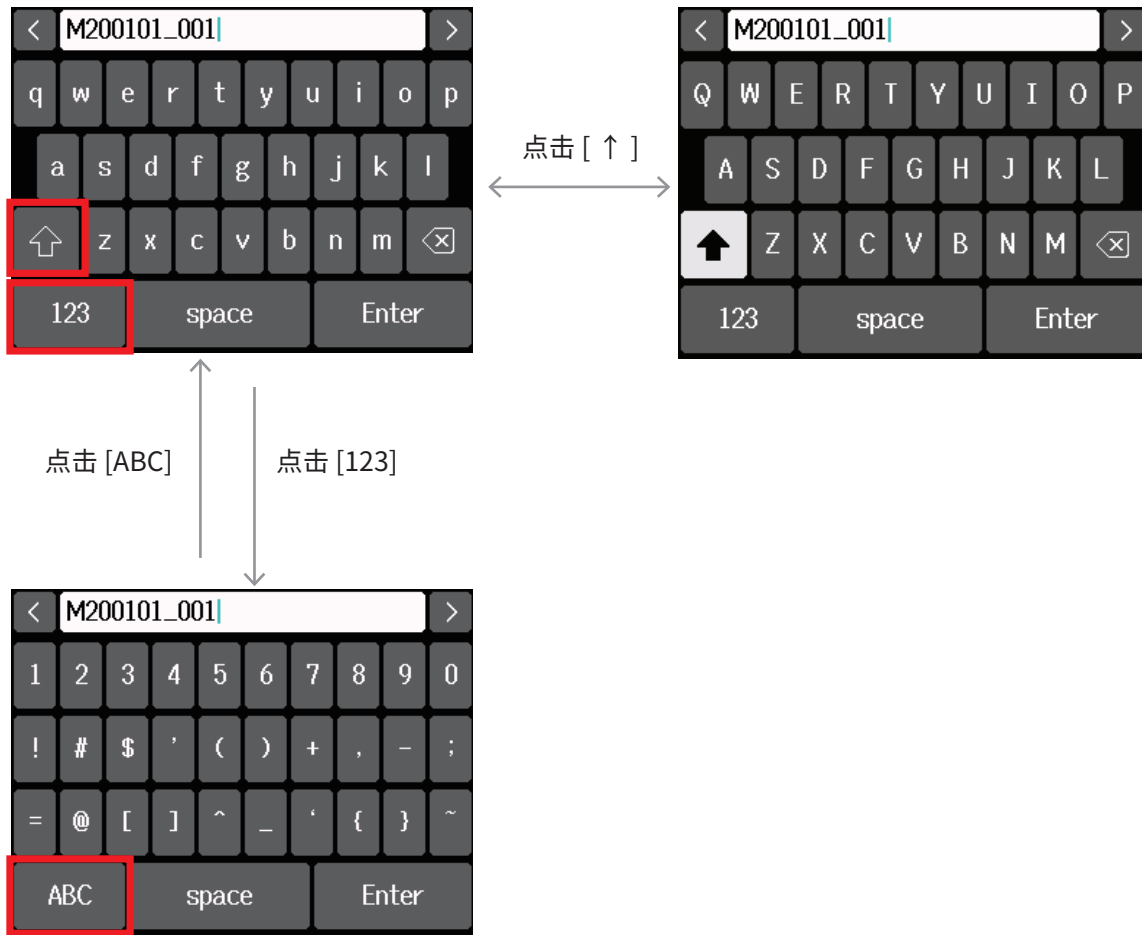 < M200101_001 >
q w e r t y u i o p
a s d f g h j k l
z x c v b n m
123 space Enter
点击 [ ↑ ]
< M200101_001 >
Q W E R T Y U I O P
A S D F G H J K L
Z X C V B N M
123 space Enter
点击 [ABC]
点击 [123]
< M200101_001 >
1 2 3 4 5 6 7 8 9 0
! # $ ' ( ) + , - ;
= @ [ ] ^ _ ‘ { } ~
ABC space Enter